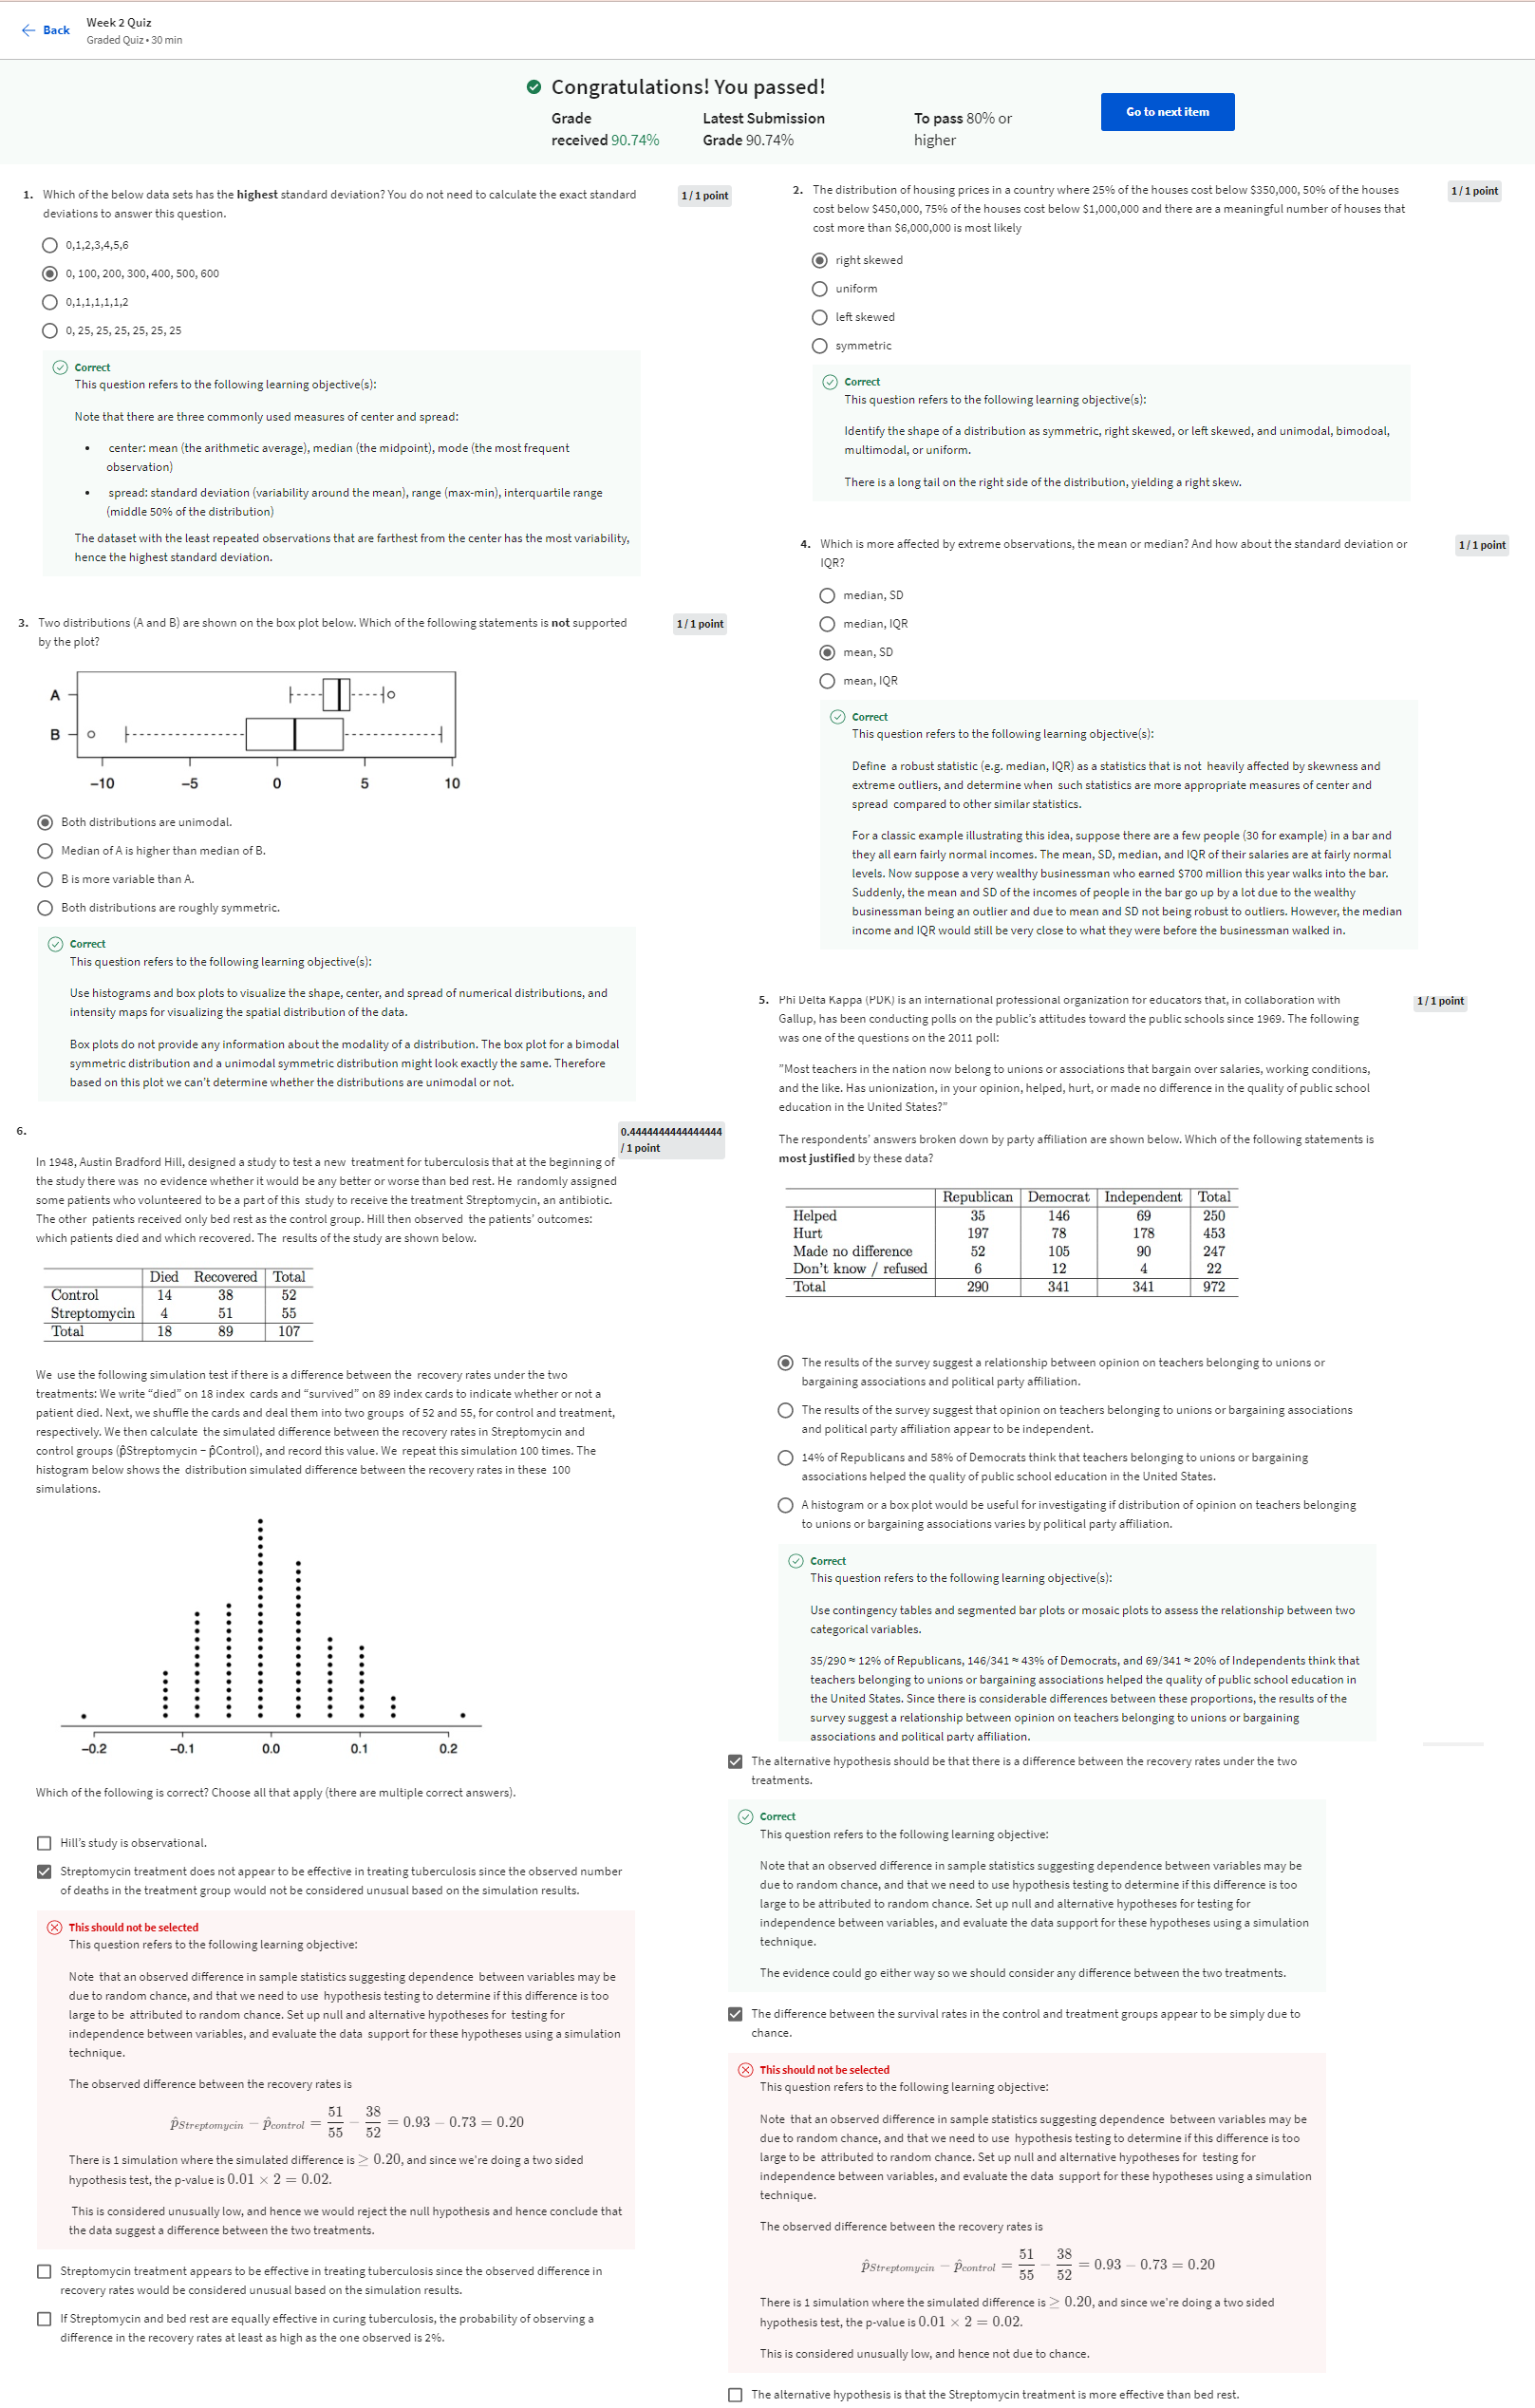 Back
Week 2 Quiz
Graded Quiz • 30 min
Congratulations! You passed!
Grade
received 90.74%
Latest Submission
Grade 90.74%
To pass 80% or
higher
Go to next item
1. Which of the below data sets has the highest standard deviation? You do not need to calculate the exact standard
deviations to answer this question.
1 / 1 point
0,1,2,3,4,5,6
0, 100, 200, 300, 400, 500, 600
0,1,1,1,1,1,2
0, 25, 25, 25, 25, 25, 25
Correct
This question refers to the following learning objective(s):
Note that there are three commonly used measures of center and spread:
• center: mean (the arithmetic average), median (the midpoint), mode (the most frequent
observation)
• spread: standard deviation (variability around the mean), range (max-min), interquartile range
(middle 50% of the distribution)
The dataset with the least repeated observations that are farthest from the center has the most variability,
hence the highest standard deviation.
2. The distribution of housing prices in a country where 25% of the houses cost below $350,000, 50% of the houses
cost below $450,000, 75% of the houses cost below $1,000,000 and there are a meaningful number of houses that
cost more than $6,000,000 is most likely
1 / 1 point
right skewed
uniform
left skewed
symmetric
Correct
This question refers to the following learning objective(s):
Identify the shape of a distribution as symmetric, right skewed, or left skewed, and unimodal, bimodoal,
multimodal, or uniform.
There is a long tail on the right side of the distribution, yielding a right skew.
3. Two distributions (A and B) are shown on the box plot below. Which of the following statements is not supported
by the plot?
1 / 1 point
A
B
−10 −5 0 5 10
Both distributions are unimodal.
Median of A is higher than median of B.
B is more variable than A.
Both distributions are roughly symmetric.
Correct
This question refers to the following learning objective(s):
Use histograms and box plots to visualize the shape, center, and spread of numerical distributions, and
intensity maps for visualizing the spatial distribution of the data.
Box plots do not provide any information about the modality of a distribution. The box plot for a bimodal
symmetric distribution and a unimodal symmetric distribution might look exactly the same. Therefore
based on this plot we can't determine whether the distributions are unimodal or not.
4. Which is more affected by extreme observations, the mean or median? And how about the standard deviation or
IQR?
1 / 1 point
median, SD
median, IQR
mean, SD
mean, IQR
Correct
This question refers to the following learning objective(s):
Define a robust statistic (e.g. median, IQR) as a statistics that is not heavily affected by skewness and
extreme outliers, and determine when such statistics are more appropriate measures of center and
spread compared to other similar statistics.
For a classic example illustrating this idea, suppose there are a few people (30 for example) in a bar and
they all earn fairly normal incomes. The mean, SD, median, and IQR of their salaries are at fairly normal
levels. Now suppose a very wealthy businessman who earned $700 million this year walks into the bar.
Suddenly, the mean and SD of the incomes of people in the bar go up by a lot due to the wealthy
businessman being an outlier and due to mean and SD not being robust to outliers. However, the median
income and IQR would still be very close to what they were before the businessman walked in.
5. Phi Delta Kappa (PDK) is an international professional organization for educators that, in collaboration with
Gallup, has been conducting polls on the public's attitudes toward the public schools since 1969. The following
was one of the questions on the 2011 poll:
1 / 1 point
"Most teachers in the nation now belong to unions or associations that bargain over salaries, working conditions,
and the like. Has unionization, in your opinion, helped, hurt, or made no difference in the quality of public school
education in the United States?"
The respondents' answers broken down by party affiliation are shown below. Which of the following statements is
most justified by these data?
Republican Democrat Independent Total
Helped 35 146 69 250
Hurt 197 78 178 453
Made no difference 52 105 90 247
Don't know / refused 6 12 4 22
Total 290 341 341 972
The results of the survey suggest a relationship between opinion on teachers belonging to unions or
bargaining associations and political party affiliation.
The results of the survey suggest that opinion on teachers belonging to unions or bargaining associations
and political party affiliation appear to be independent.
14% of Republicans and 58% of Democrats think that teachers belonging to unions or bargaining
associations helped the quality of public school education in the United States.
A histogram or a box plot would be useful for investigating if distribution of opinion on teachers belonging
to unions or bargaining associations varies by political party affiliation.
Correct
This question refers to the following learning objective(s):
Use contingency tables and segmented bar plots or mosaic plots to assess the relationship between two
categorical variables.
35/290 ≈ 12% of Republicans, 146/341 ≈ 43% of Democrats, and 69/341 ≈ 20% of Independents think that
teachers belonging to unions or bargaining associations helped the quality of public school education in
the United States. Since there is considerable differences between these proportions, the results of the
survey suggest a relationship between opinion on teachers belonging to unions or bargaining
associations and political party affiliation.
6.
0.4444444444444444
/ 1 point
In 1948, Austin Bradford Hill, designed a study to test a new treatment for tuberculosis that at the beginning of
the study there was no evidence whether it would be any better or worse than bed rest. He randomly assigned
some patients who volunteered to be a part of this study to receive the treatment Streptomycin, an antibiotic.
The other patients received only bed rest as the control group. Hill then observed the patients' outcomes:
which patients died and which recovered. The results of the study are shown below.
Died Recovered Total
Control 14 38 52
Streptomycin 4 51 55
Total 18 89 107
We use the following simulation test if there is a difference between the recovery rates under the two
treatments: We write "died" on 18 index cards and "survived" on 89 index cards to indicate whether or not a
patient died. Next, we shuffle the cards and deal them into two groups of 52 and 55, for control and treatment,
respectively. We then calculate the simulated difference between the recovery rates in Streptomycin and
control groups (p̂Streptomycin − p̂Control), and record this value. We repeat this simulation 100 times. The
histogram below shows the distribution simulated difference between the recovery rates in these 100
simulations.
−0.2 −0.1 0.0 0.1 0.2
Which of the following is correct? Choose all that apply (there are multiple correct answers).
Hill's study is observational.
Streptomycin treatment does not appear to be effective in treating tuberculosis since the observed number
of deaths in the treatment group would not be considered unusual based on the simulation results.
This should not be selected
This question refers to the following learning objective:
Note that an observed difference in sample statistics suggesting dependence between variables may be
due to random chance, and that we need to use hypothesis testing to determine if this difference is too
large to be attributed to random chance. Set up null and alternative hypotheses for testing for
independence between variables, and evaluate the data support for these hypotheses using a simulation
technique.
The observed difference between the recovery rates is
p̂Streptomycin − p̂control = 51/55 − 38/52 = 0.93 − 0.73 = 0.20
There is 1 simulation where the simulated difference is ≥ 0.20, and since we're doing a two sided
hypothesis test, the p-value is 0.01 × 2 = 0.02.
This is considered unusually low, and hence we would reject the null hypothesis and hence conclude that
the data suggest a difference between the two treatments.
Streptomycin treatment appears to be effective in treating tuberculosis since the observed difference in
recovery rates would be considered unusual based on the simulation results.
If Streptomycin and bed rest are equally effective in curing tuberculosis, the probability of observing a
difference in the recovery rates at least as high as the one observed is 2%.
The alternative hypothesis should be that there is a difference between the recovery rates under the two
treatments.
Correct
This question refers to the following learning objective:
Note that an observed difference in sample statistics suggesting dependence between variables may be
due to random chance, and that we need to use hypothesis testing to determine if this difference is too
large to be attributed to random chance. Set up null and alternative hypotheses for testing for
independence between variables, and evaluate the data support for these hypotheses using a simulation
technique.
The evidence could go either way so we should consider any difference between the two treatments.
The difference between the survival rates in the control and treatment groups appear to be simply due to
chance.
This should not be selected
This question refers to the following learning objective:
Note that an observed difference in sample statistics suggesting dependence between variables may be
due to random chance, and that we need to use hypothesis testing to determine if this difference is too
large to be attributed to random chance. Set up null and alternative hypotheses for testing for
independence between variables, and evaluate the data support for these hypotheses using a simulation
technique.
The observed difference between the recovery rates is
p̂Streptomycin − p̂control = 51/55 − 38/52 = 0.93 − 0.73 = 0.20
There is 1 simulation where the simulated difference is ≥ 0.20, and since we're doing a two sided
hypothesis test, the p-value is 0.01 × 2 = 0.02.
This is considered unusually low, and hence not due to chance.
The alternative hypothesis is that the Streptomycin treatment is more effective than bed rest.